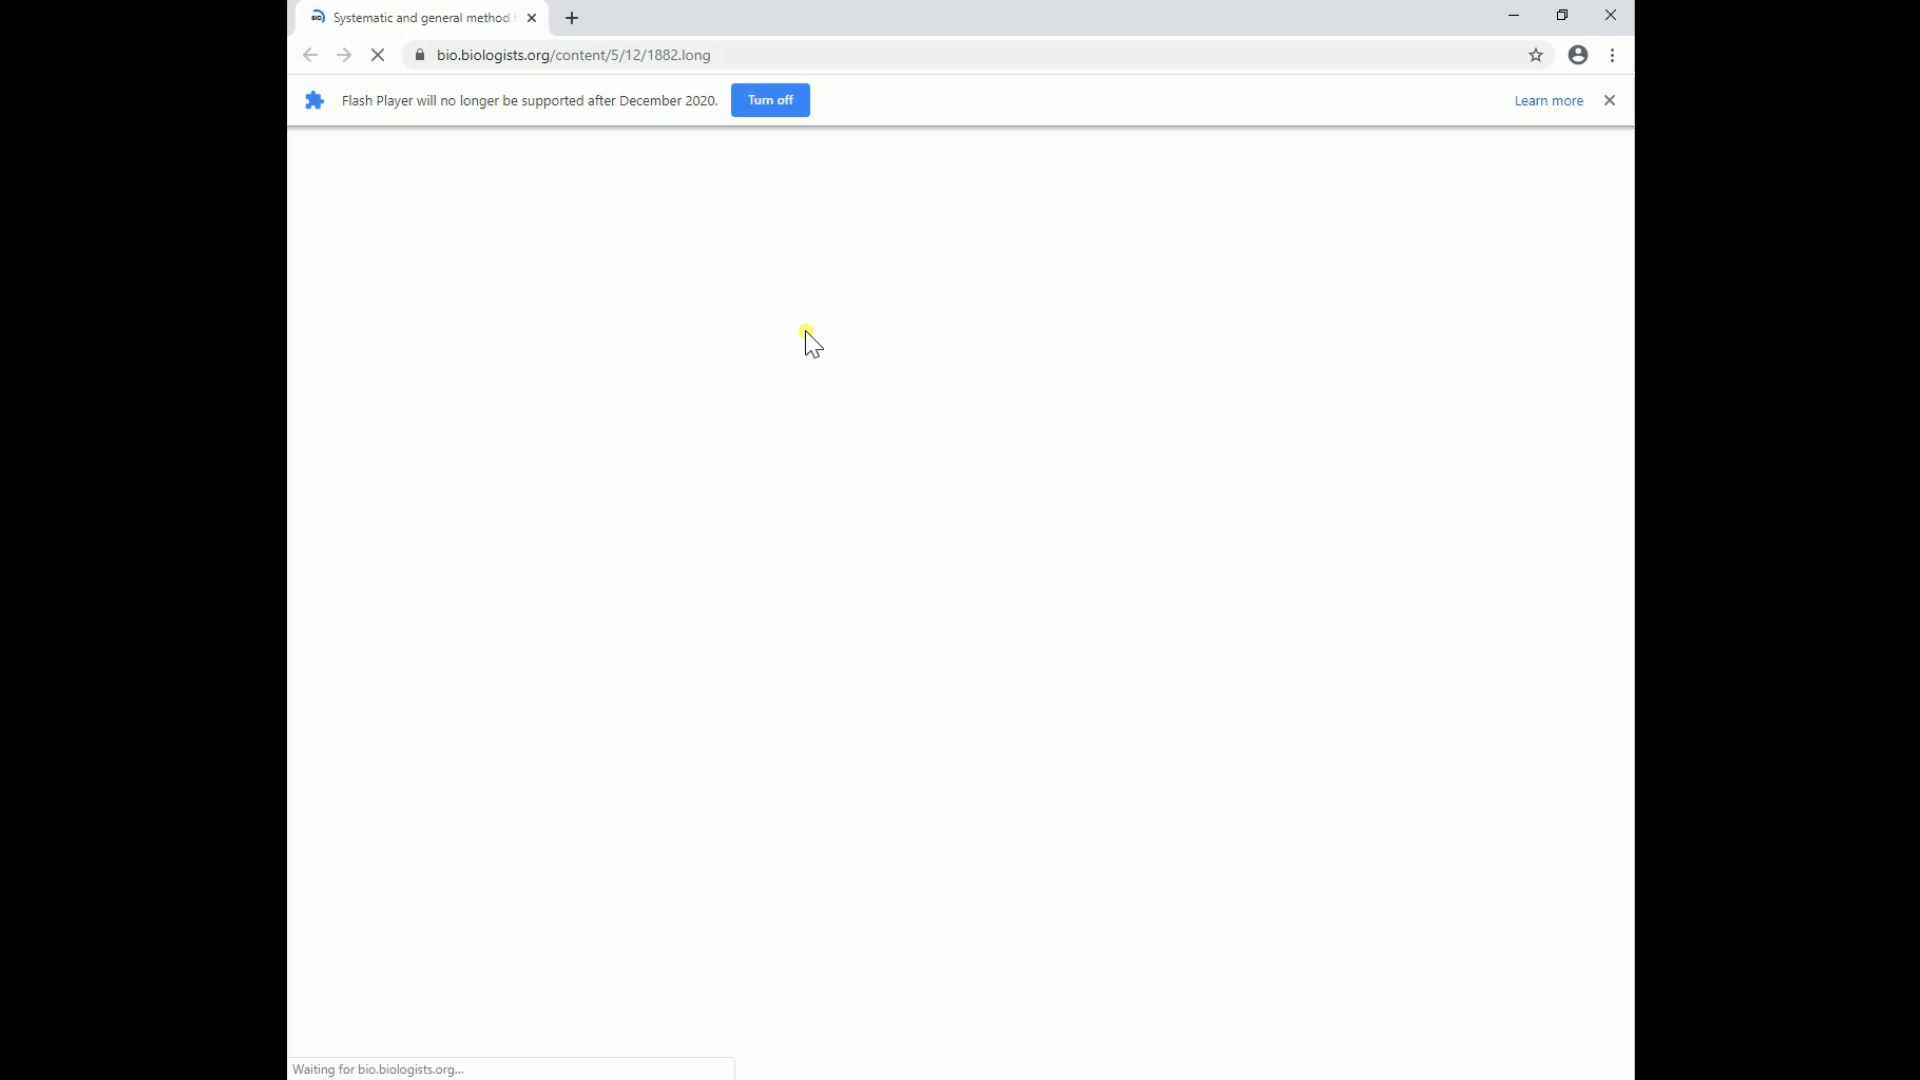 BIO Systematic and general method
bio.biologists.org/content/5/12/1882.long
Flash Player will no longer be supported after December 2020. Turn off Learn more
Waiting for bio.biologists.org...